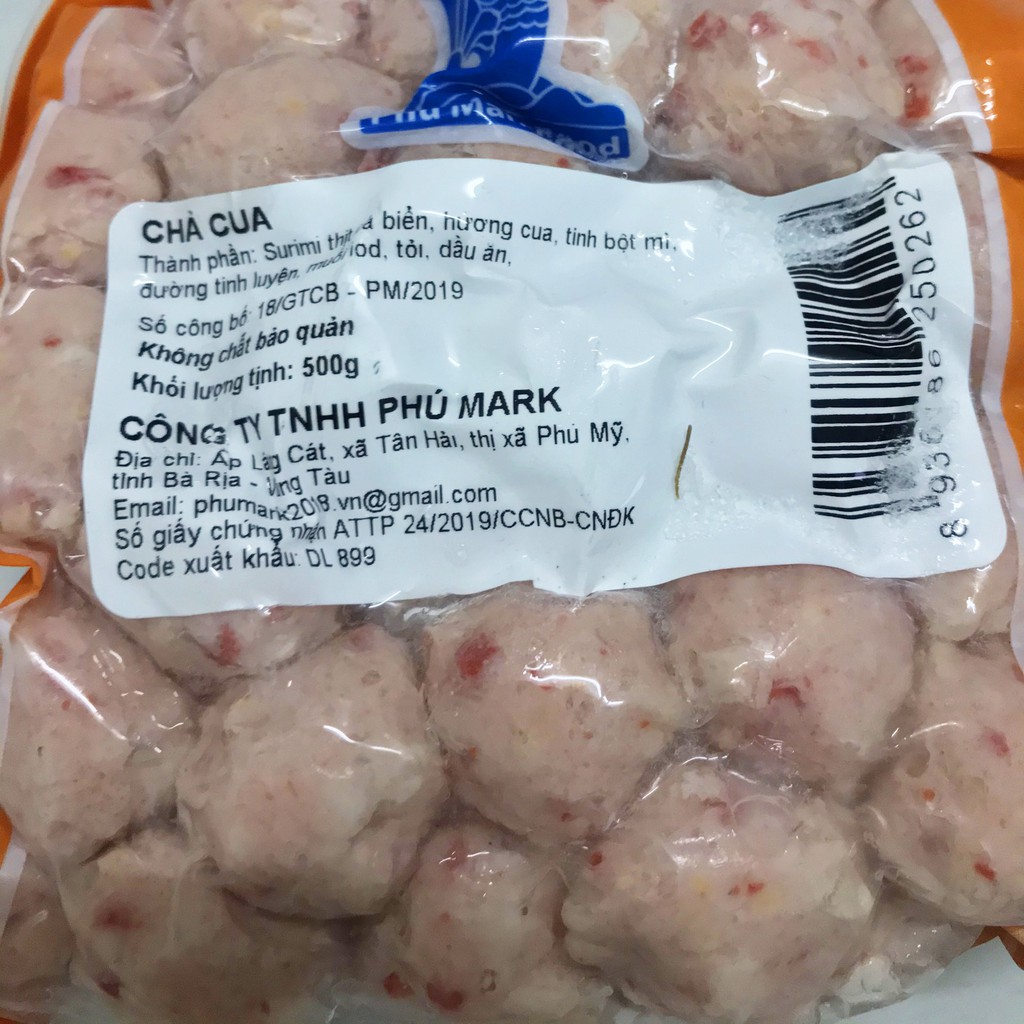 Phú Mark Food
CHẢ CUA
Thành phần: Surimi thịt cá biển, hương cua, tinh bột mì,
đường tinh luyện, muối iod, tỏi, dầu ăn,
Số công bố: 18/GTCB - PM/2019
Không chất bảo quản
Khối lượng tịnh: 500g
CÔNG TY TNHH PHÚ MARK
Địa chỉ: Ấp Láng Cát, xã Tân Hải, thị xã Phú Mỹ,
tỉnh Bà Rịa - Vũng Tàu
Email: phumark2018.vn@gmail.com
Số giấy chứng nhận ATTP 24/2019/CCNB-CNĐK
Code xuất khẩu: DL 899
250262